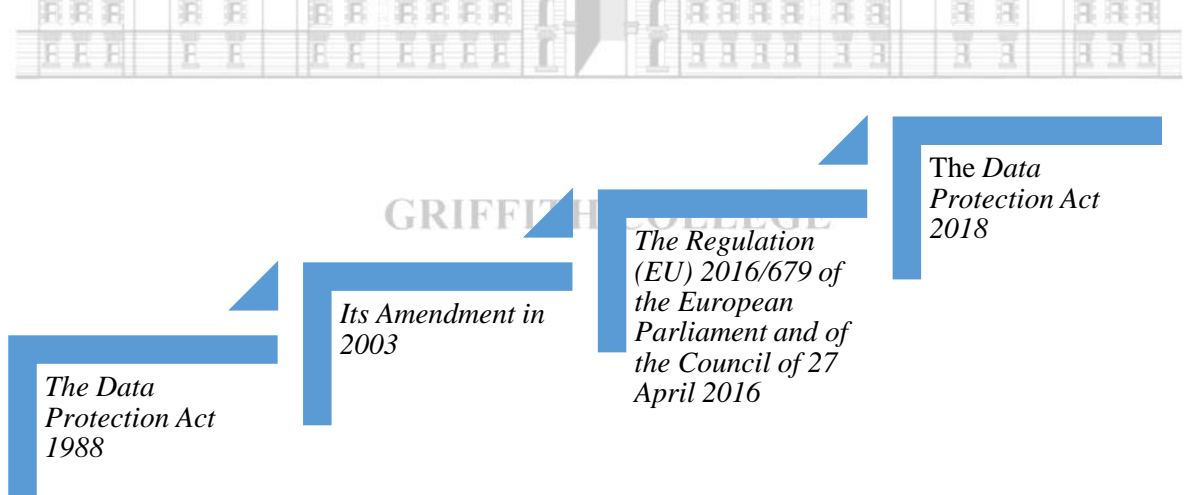 GRIFFITH COLLEGE
The Data
Protection Act
2018
The Regulation
(EU) 2016/679 of
the European
Parliament and of
the Council of 27
April 2016
Its Amendment in
2003
The Data
Protection Act
1988